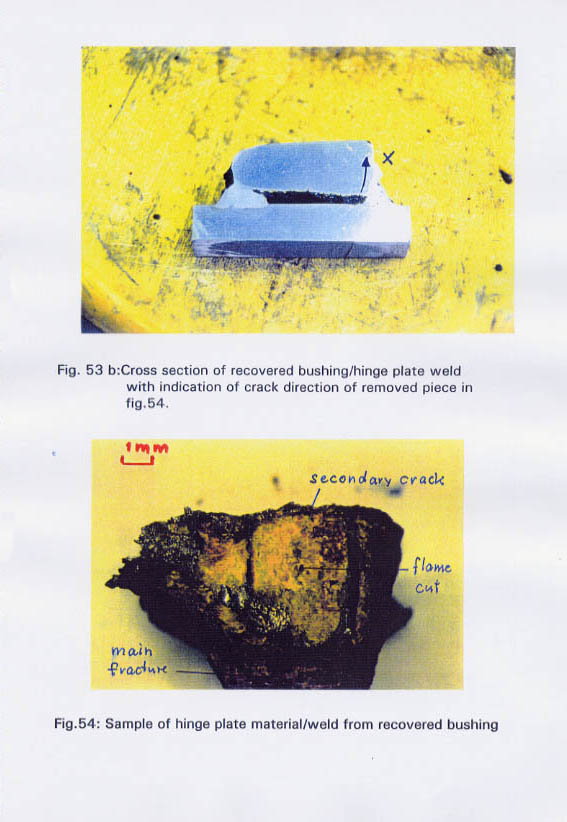 X
Fig. 53 b:Cross section of recovered bushing/hinge plate weld
with indication of crack direction of removed piece in
fig.54.
1mm
secondary crack
flame
cut
main
fracture
Fig.54: Sample of hinge plate material/weld from recovered bushing